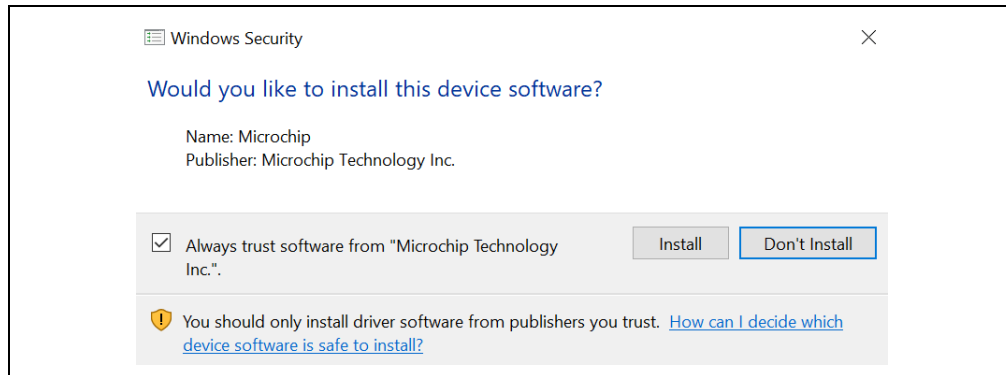 Windows Security
Would you like to install this device software?
Name: Microchip
Publisher: Microchip Technology Inc.
Always trust software from "Microchip Technology
Inc.".
Install
Don't Install
You should only install driver software from publishers you trust. How can I decide which
device software is safe to install?